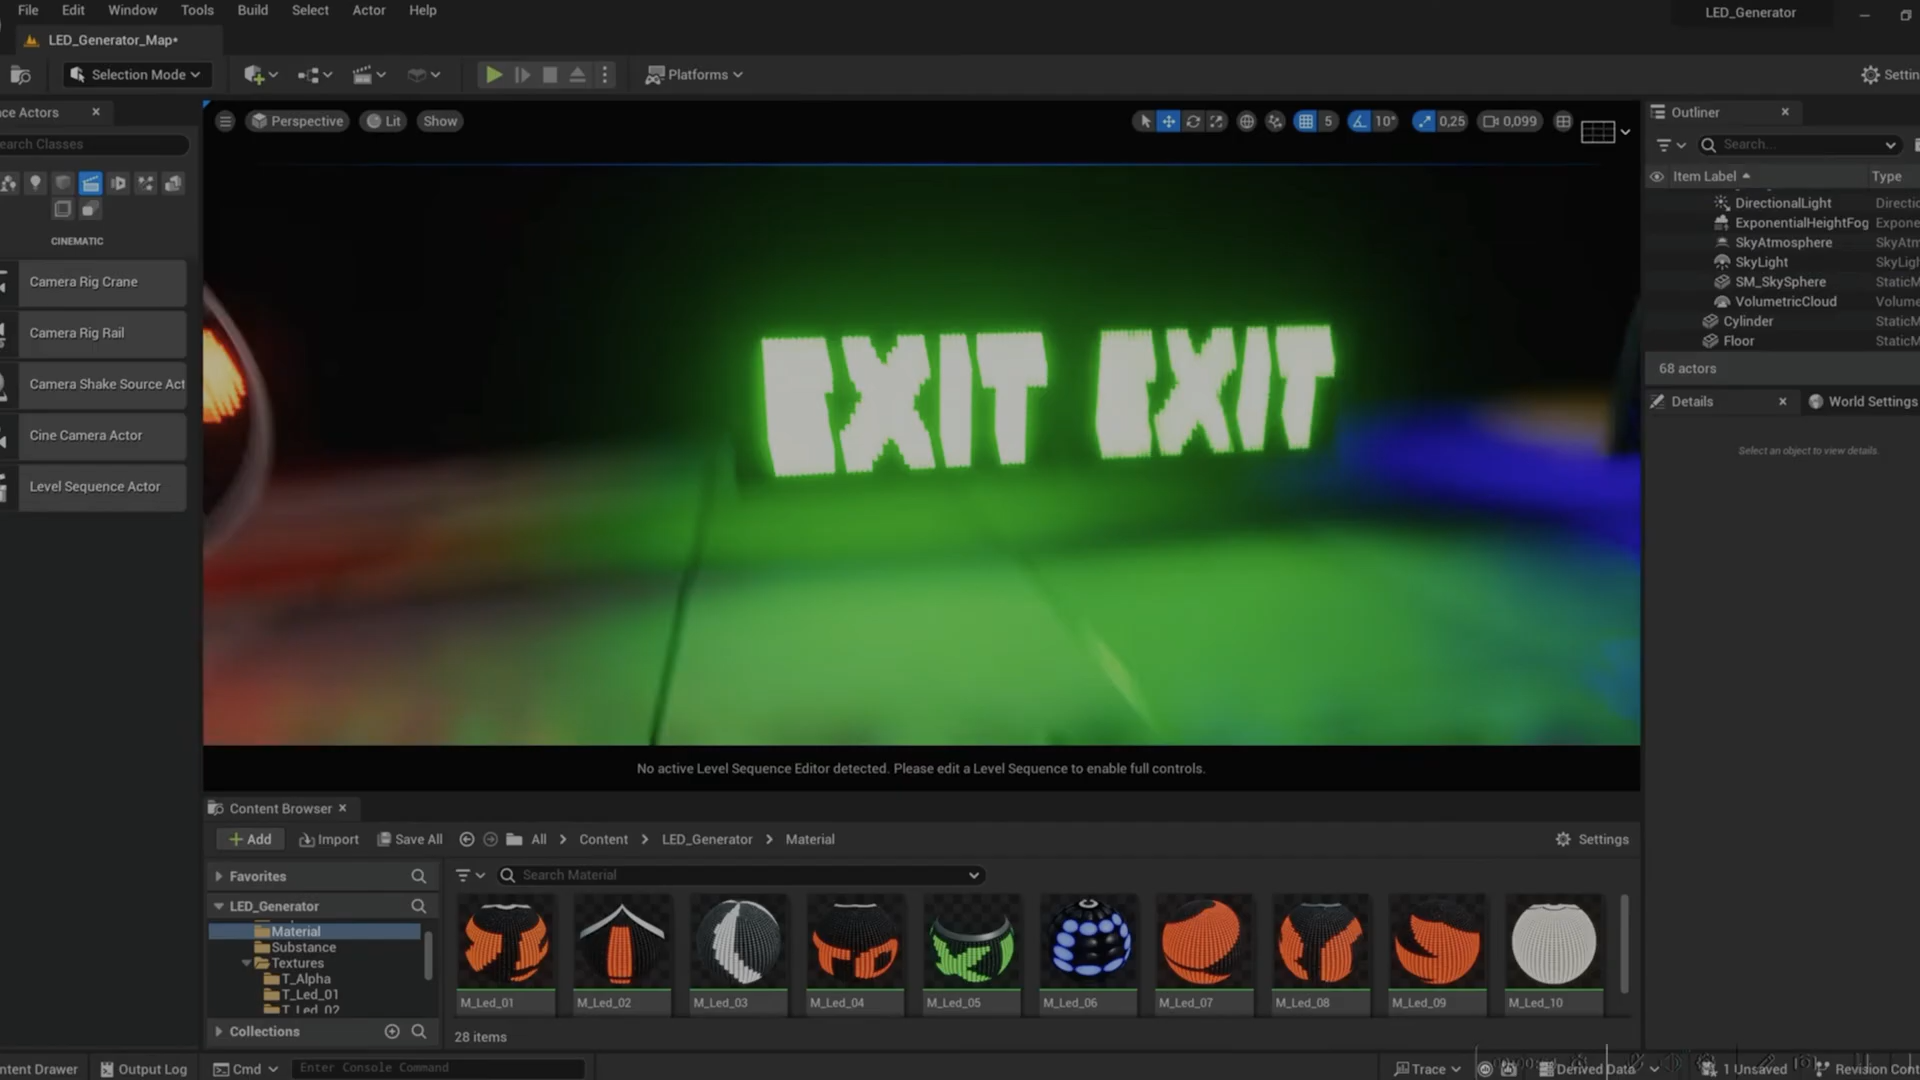 File Edit Window Tools Build Select Actor Help
LED_Generator
LED_Generator_Map*
Selection Mode
Platforms
Settin
ce Actors
earch Classes
CINEMATIC
Camera Rig Crane
Camera Rig Rail
Camera Shake Source Act
Cine Camera Actor
Level Sequence Actor
Perspective Lit Show
5 10° 0,25 0,099
EXIT EXIT
No active Level Sequence Editor detected. Please edit a Level Sequence to enable full controls.
Outliner
Search...
Item Label Type
DirectionalLight Directio
ExponentialHeightFog Expone
SkyAtmosphere SkyAtm
SkyLight SkyLigh
SM_SkySphere StaticM
VolumetricCloud Volume
Cylinder StaticM
Floor StaticM
68 actors
Details World Settings
Select an object to view details.
Content Browser
Add Import Save All All Content LED_Generator Material Settings
Favorites
Search Material
LED_Generator
Material
Substance
Textures
T_Alpha
T_Led_01
T_Led_02
Collections
M_Led_01 M_Led_02 M_Led_03 M_Led_04 M_Led_05 M_Led_06 M_Led_07 M_Led_08 M_Led_09 M_Led_10
28 items
ntent Drawer Output Log Cmd Enter Console Command Trace Derived Data 1 Unsaved Revision Cont